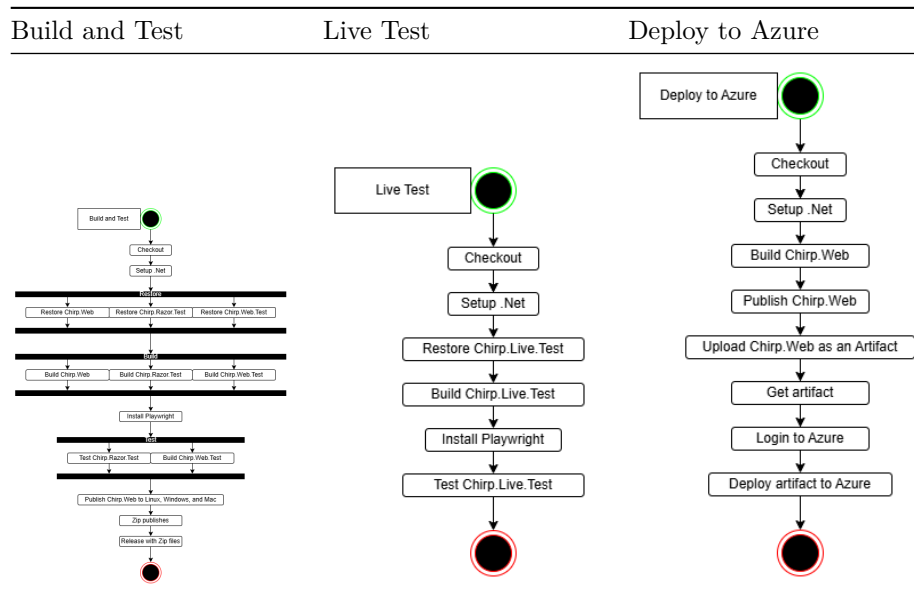 Build and Test
Live Test
Deploy to Azure
Build and Test
Checkout
Setup .Net
Restore
Restore Chirp.Web
Restore Chirp.Razor.Test
Restore Chirp.Web.Test
Build
Build Chirp.Web
Build Chirp.Razor.Test
Build Chirp.Web.Test
Install Playwright
Test
Test Chirp.Razor.Test
Build Chirp.Web.Test
Publish Chirp.Web to Linux, Windows, and Mac
Zip publishes
Release with Zip files
Live Test
Checkout
Setup .Net
Restore Chirp.Live.Test
Build Chirp.Live.Test
Install Playwright
Test Chirp.Live.Test
Deploy to Azure
Checkout
Setup .Net
Build Chirp.Web
Publish Chirp.Web
Upload Chirp.Web as an Artifact
Get artifact
Login to Azure
Deploy artifact to Azure